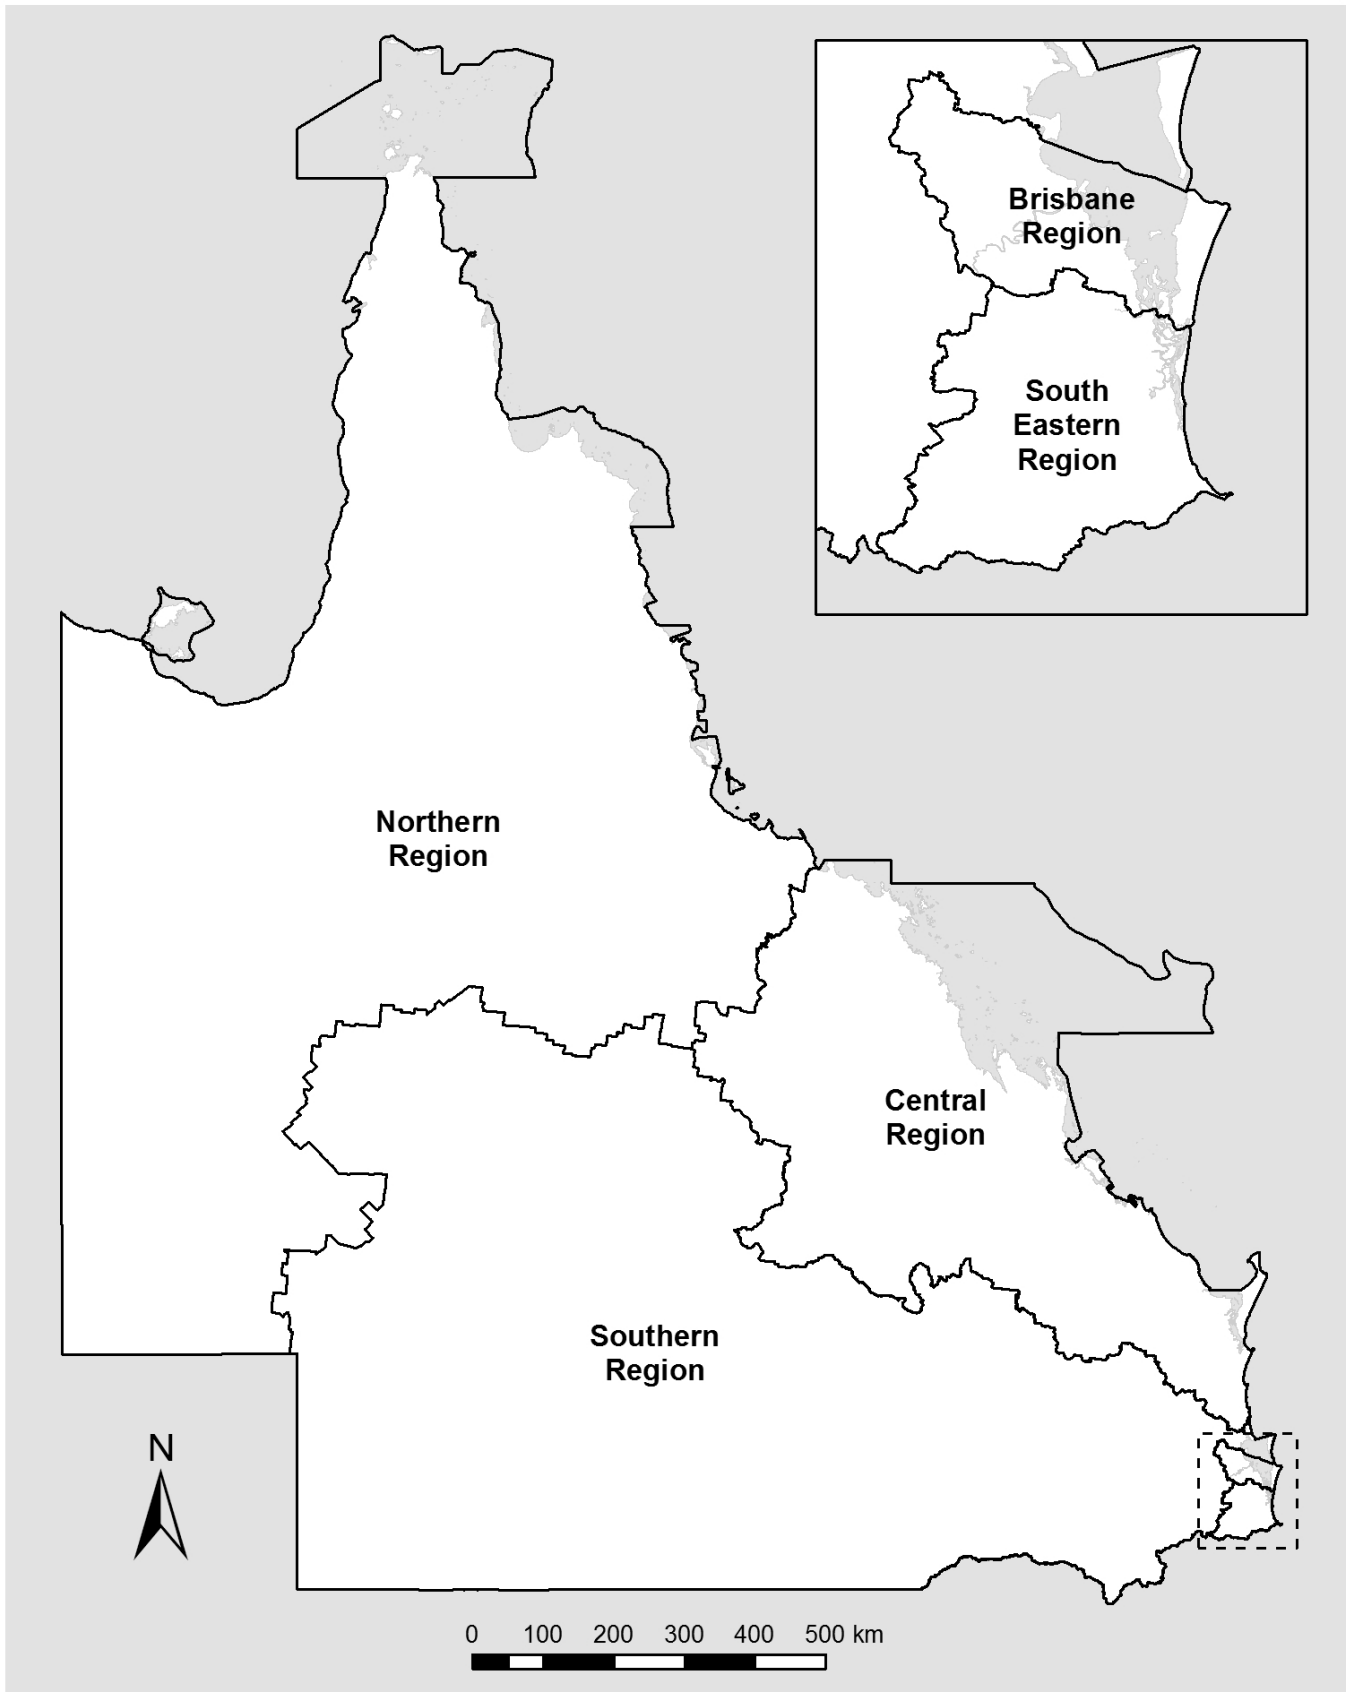 Brisbane
Region
South
Eastern
Region
Northern
Region
Central
Region
Southern
Region
N
0 100 200 300 400 500 km